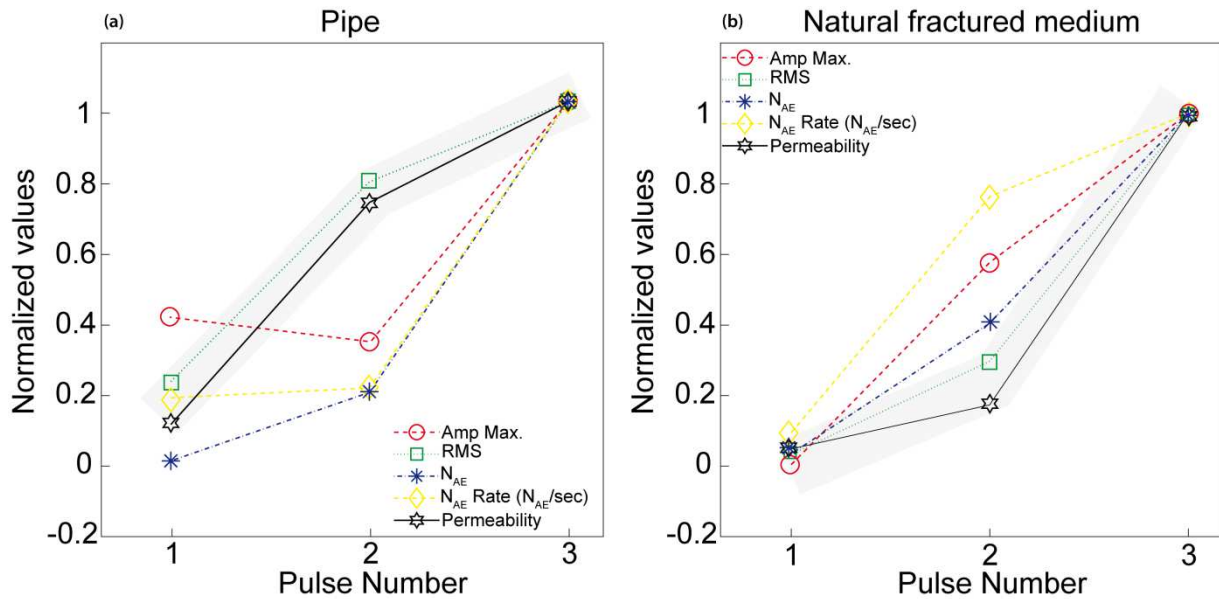 (a) Pipe
Normalized values
1
0.8
0.6
0.4
0.2
0
-0.2
1 2 3
Pulse Number
Amp Max.
RMS
N_AE
N_AE Rate (N_AE/sec)
Permeability
(b) Natural fractured medium
Normalized values
1
0.8
0.6
0.4
0.2
0
-0.2
1 2 3
Pulse Number
Amp Max.
RMS
N_AE
N_AE Rate (N_AE/sec)
Permeability